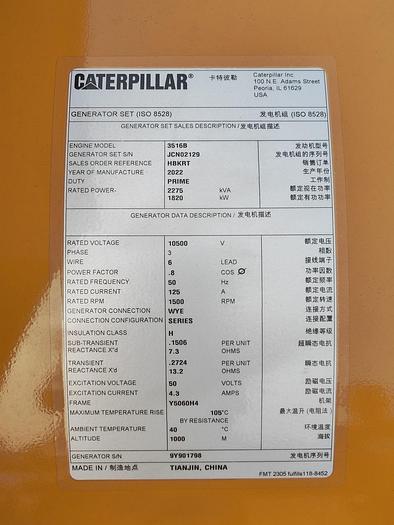 CATERPILLAR® 卡特彼勒 Caterpillar Inc
100 N.E. Adams Street
Peoria, IL 61629
USA
GENERATOR SET (ISO 8528) 发电机组 (ISO 8528)
GENERATOR SET SALES DESCRIPTION / 发电机组描述
ENGINE MODEL 3516B 发动机型号
GENERATOR SET S/N JCN02129 发电机组的序列号
SALES ORDER REFERENCE HBKRT 销售订单
YEAR OF MANUFACTURE 2022 生产年份
DUTY PRIME 工作制
RATED POWER- 2275 kVA 额定视在功率
1820 kW 额定有功功率
GENERATOR DATA DESCRIPTION / 发电机描述
RATED VOLTAGE 10500 V 额定电压
PHASE 3 相数
WIRE 6 LEAD 接线端子
POWER FACTOR .8 COS Ø 功率因数
RATED FREQUENCY 50 Hz 额定频率
RATED CURRENT 125 A 额定电流
RATED RPM 1500 RPM 额定转速
GENERATOR CONNECTION WYE 连接方式
CONNECTION CONFIGURATION SERIES 连接配置
INSULATION CLASS H 绝缘等级
SUB-TRANSIENT .1506 PER UNIT 超瞬态电抗
REACTANCE X"d 7.3 OHMS
TRANSIENT .2724 PER UNIT 瞬态电抗
REACTANCE X'd 13.2 OHMS
EXCITATION VOLTAGE 50 VOLTS 励磁电压
EXCITATION CURRENT 4.3 AMPS 励磁电流
FRAME Y5060H4 机架
MAXIMUM TEMPERATURE RISE 105°C 最大温升 (电阻法)
BY RESISTANCE
AMBIENT TEMPERATURE 40 °C 环境温度
ALTITUDE 1000 M 海拔
GENERATOR S/N 9Y901798 发电机序列号
MADE IN / 制造地点 TIANJIN, CHINA
FMT 2305 fulfills118-8452